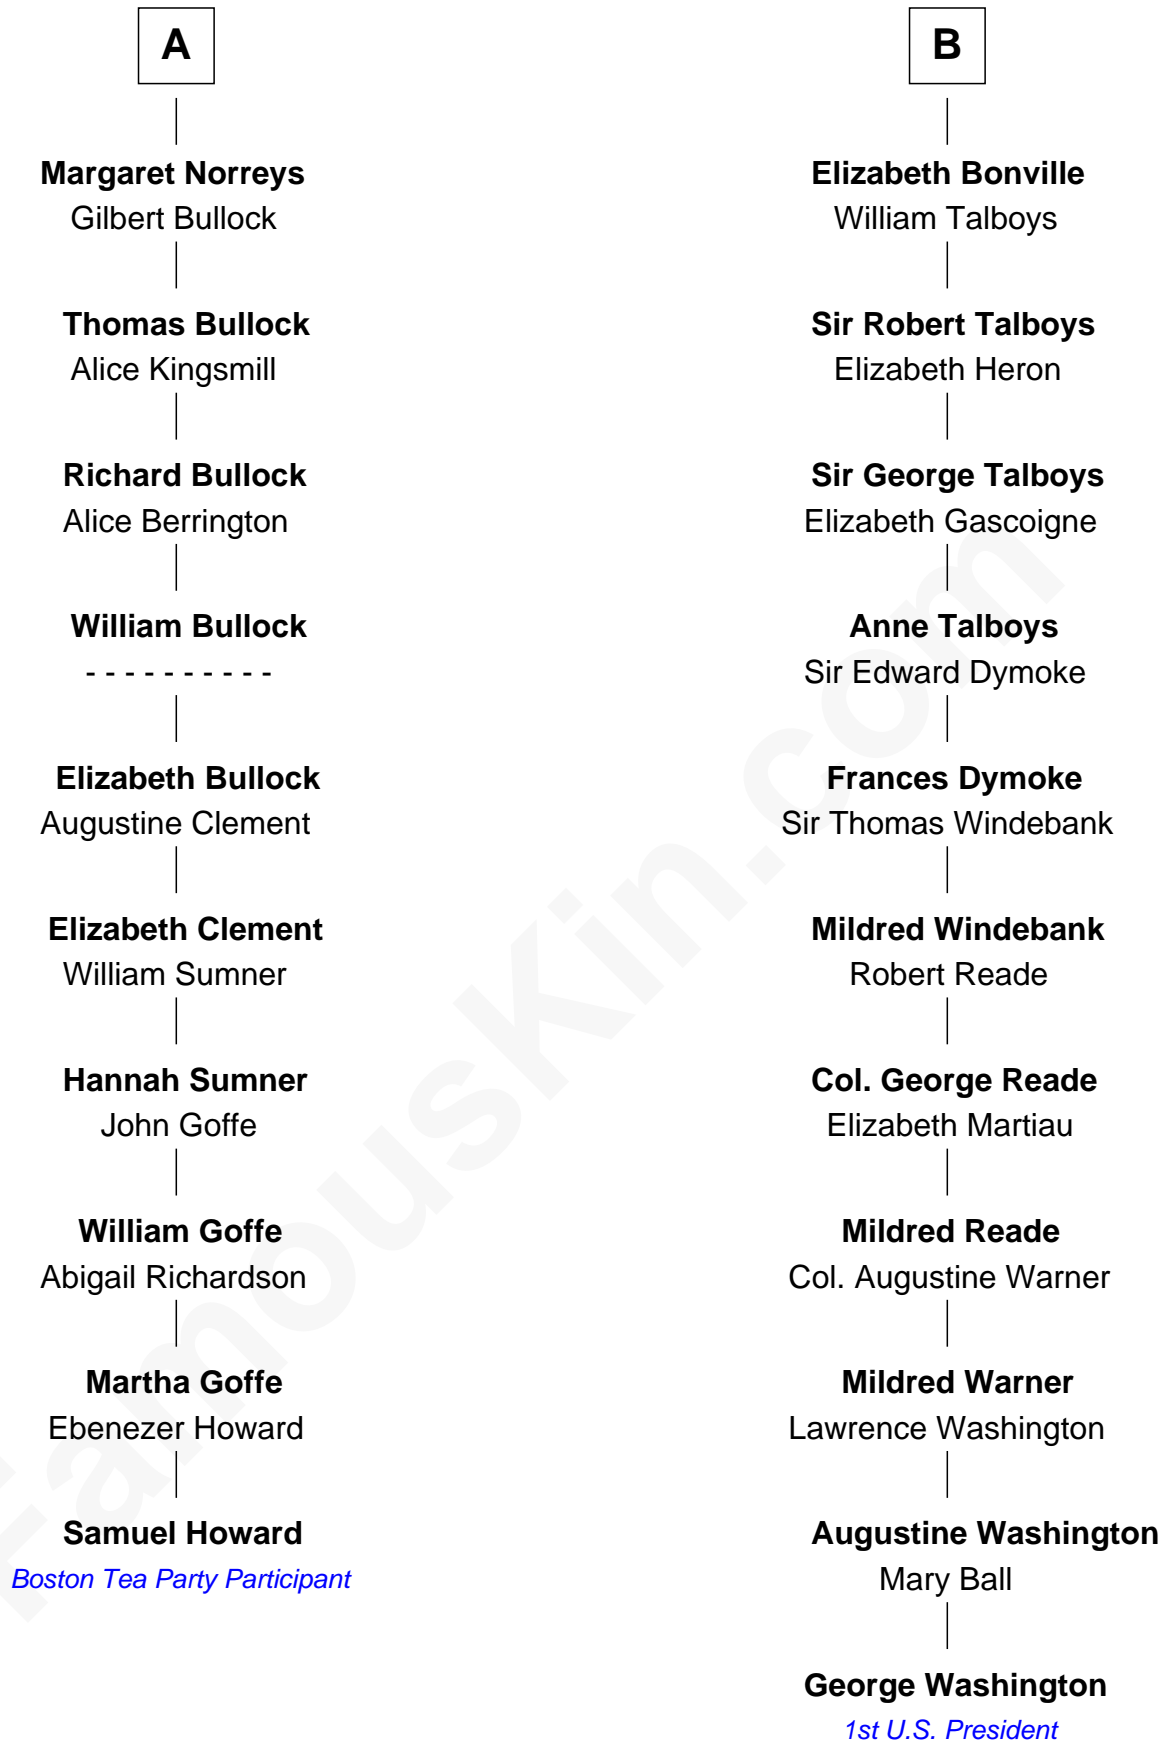 A
Margaret Norreys
Gilbert Bullock
Thomas Bullock
Alice Kingsmill
Richard Bullock
Alice Berrington
William Bullock
- - - - - - - - - -
Elizabeth Bullock
Augustine Clement
Elizabeth Clement
William Sumner
Hannah Sumner
John Goffe
William Goffe
Abigail Richardson
Martha Goffe
Ebenezer Howard
Samuel Howard
Boston Tea Party Participant
B
Elizabeth Bonville
William Talboys
Sir Robert Talboys
Elizabeth Heron
Sir George Talboys
Elizabeth Gascoigne
Anne Talboys
Sir Edward Dymoke
Frances Dymoke
Sir Thomas Windebank
Mildred Windebank
Robert Reade
Col. George Reade
Elizabeth Martiau
Mildred Reade
Col. Augustine Warner
Mildred Warner
Lawrence Washington
Augustine Washington
Mary Ball
George Washington
1st U.S. President
FamousKin.com